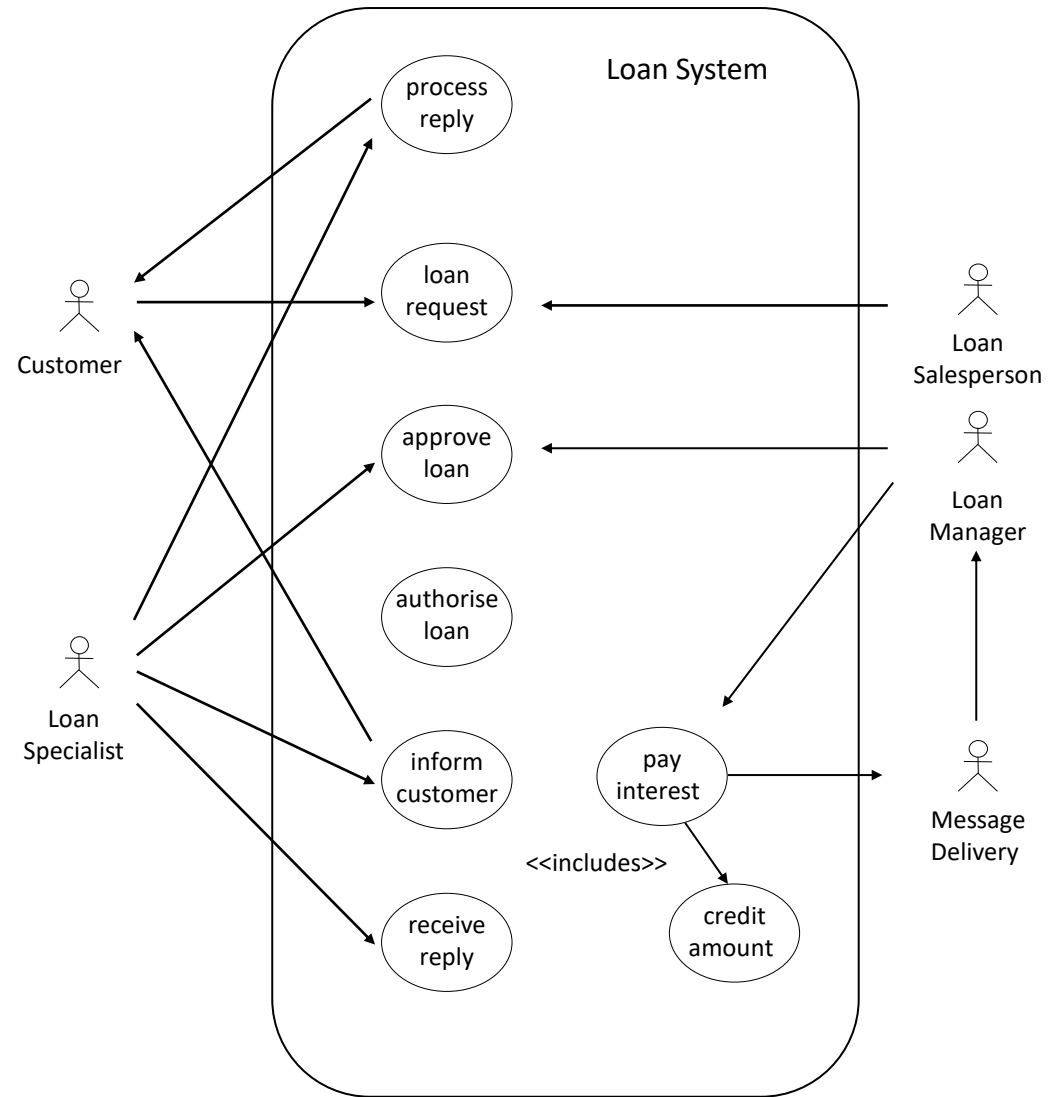 Loan System
process
reply
loan
request
Customer
Loan
Salesperson
approve
loan
Loan
Manager
authorise
loan
Loan
Specialist
inform
customer
pay
interest
Message
Delivery
<<includes>>
receive
reply
credit
amount